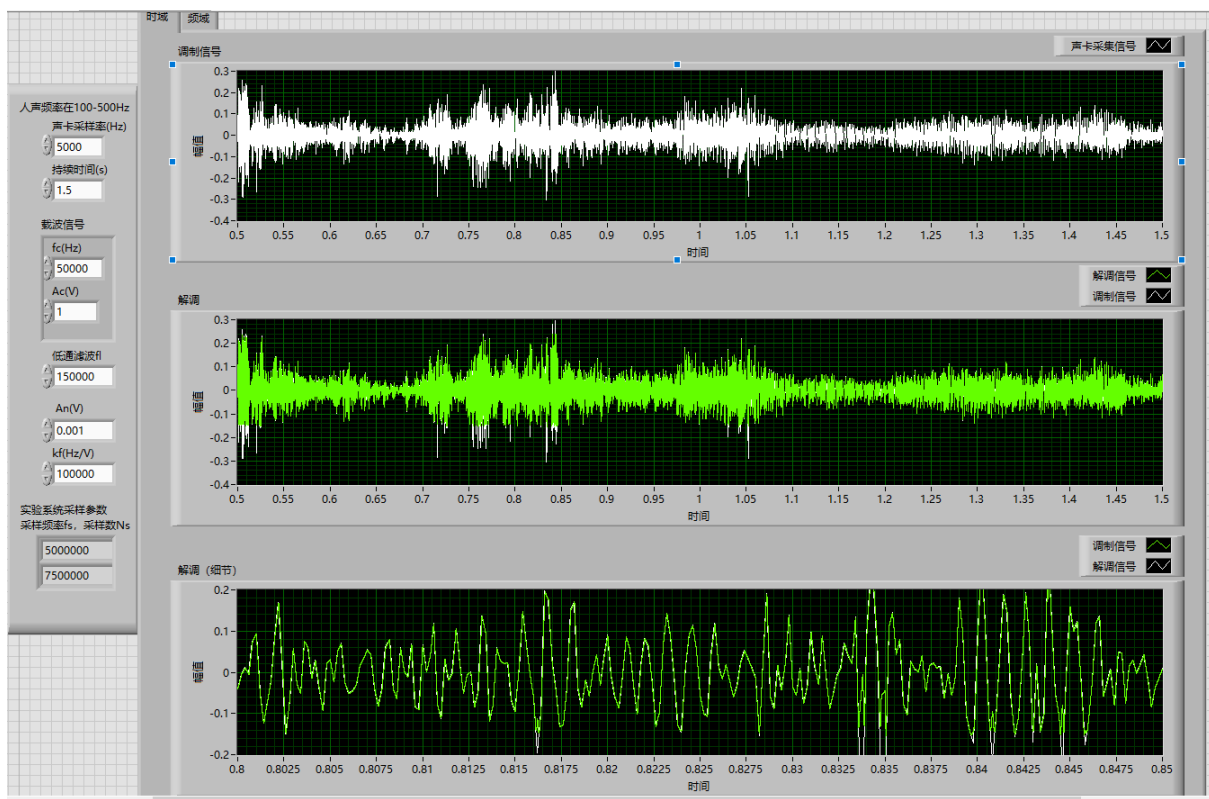 时域 频域
人声频率在100-500Hz
声卡采样率(Hz)
5000
持续时间(s)
1.5
载波信号
fc(Hz)
50000
Ac(V)
1
低通滤波fl
150000
An(V)
0.001
kf(Hz/V)
100000
实验系统采样参数
采样频率fs，采样数Ns
5000000
7500000
调制信号
声卡采集信号
幅值
0.3
0.2
0.1
0
-0.1
-0.2
-0.3
-0.4
0.5 0.55 0.6 0.65 0.7 0.75 0.8 0.85 0.9 0.95 1 1.05 1.1 1.15 1.2 1.25 1.3 1.35 1.4 1.45 1.5
时间
解调
解调信号
调制信号
幅值
0.3
0.2
0.1
0
-0.1
-0.2
-0.3
-0.4
0.5 0.55 0.6 0.65 0.7 0.75 0.8 0.85 0.9 0.95 1 1.05 1.1 1.15 1.2 1.25 1.3 1.35 1.4 1.45 1.5
时间
解调（细节）
调制信号
解调信号
幅值
0.2
0.1
0
-0.1
-0.2
0.8 0.8025 0.805 0.8075 0.81 0.8125 0.815 0.8175 0.82 0.8225 0.825 0.8275 0.83 0.8325 0.835 0.8375 0.84 0.8425 0.845 0.8475 0.85
时间